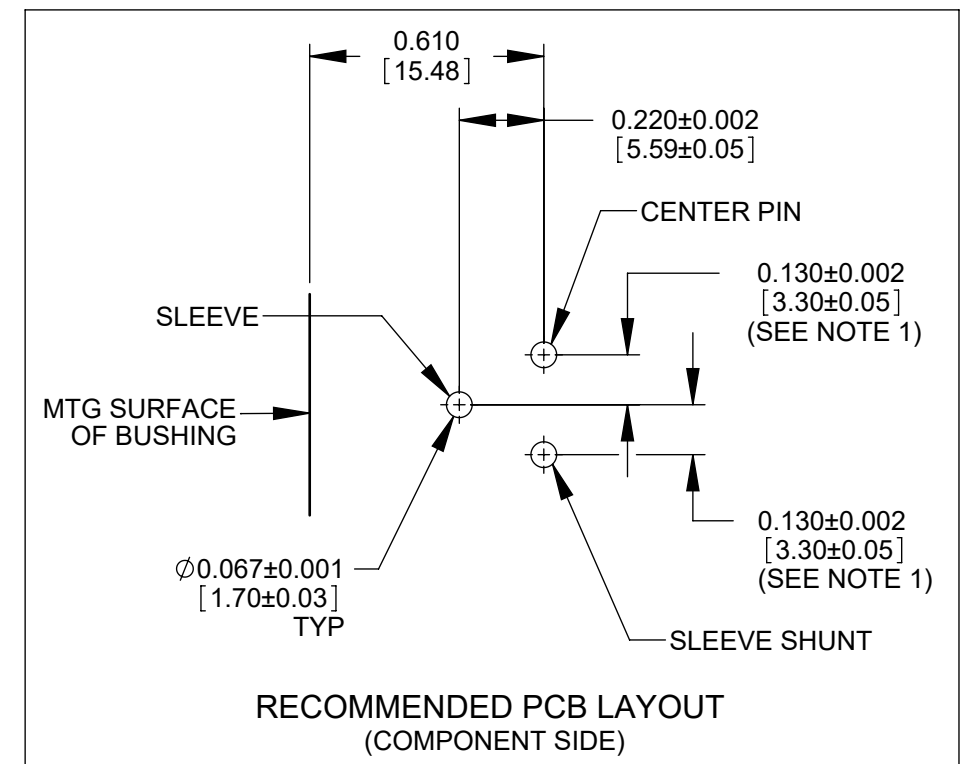 0.610
[15.48]
0.220±0.002
[5.59±0.05]
CENTER PIN
0.130±0.002
[3.30±0.05]
(SEE NOTE 1)
SLEEVE
MTG SURFACE
OF BUSHING
0.130±0.002
[3.30±0.05]
(SEE NOTE 1)
∅0.067±0.001
[1.70±0.03]
TYP
SLEEVE SHUNT
RECOMMENDED PCB LAYOUT
(COMPONENT SIDE)